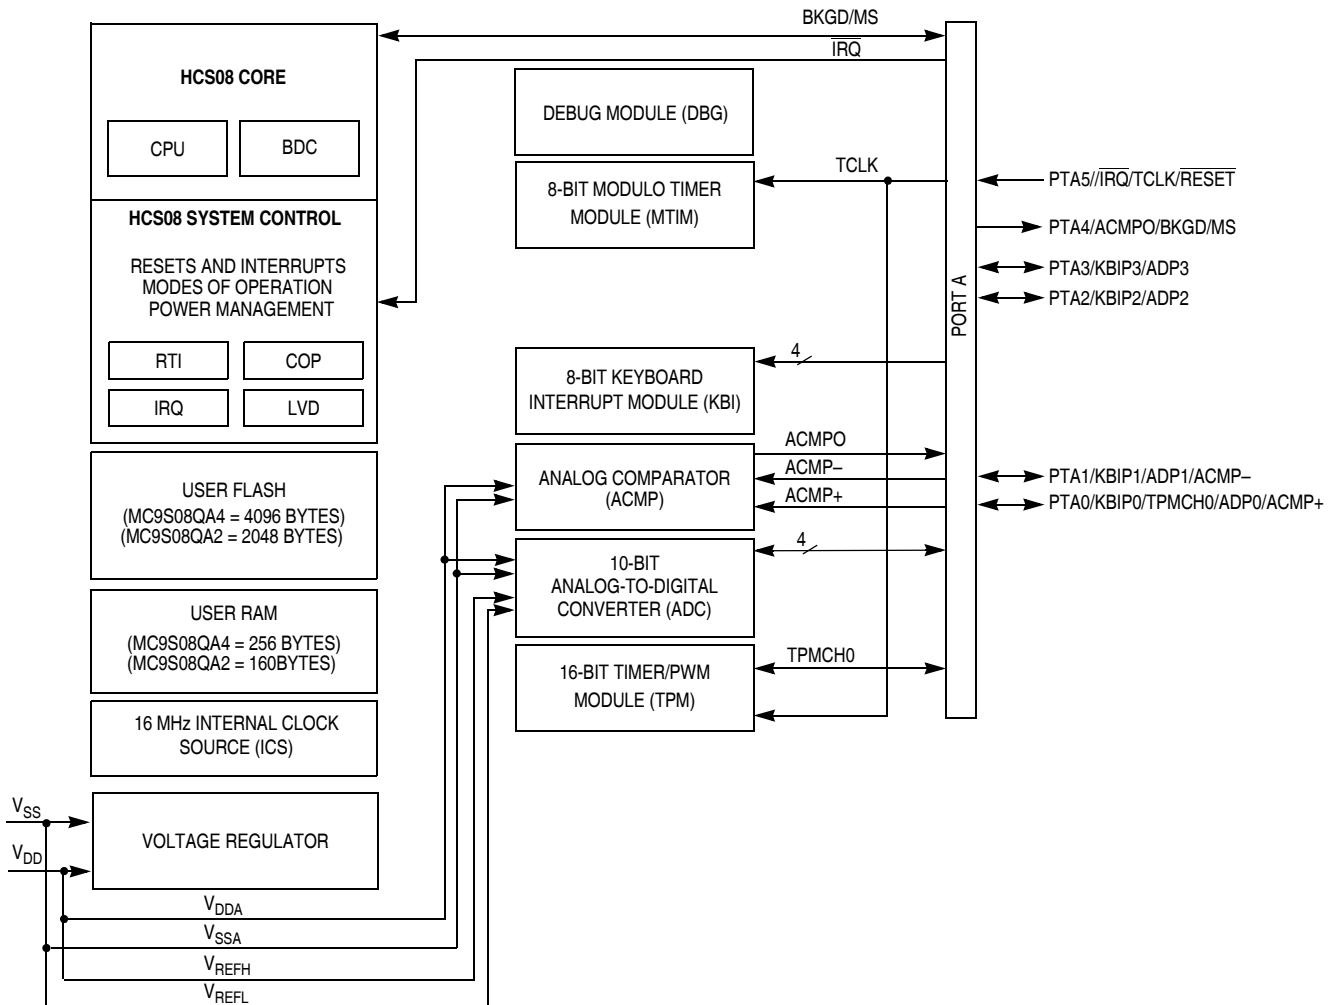 BKGD/MS
IRQ
HCS08 CORE
CPU
BDC
HCS08 SYSTEM CONTROL
RESETS AND INTERRUPTS
MODES OF OPERATION
POWER MANAGEMENT
RTI
COP
IRQ
LVD
USER FLASH
(MC9S08QA4 = 4096 BYTES)
(MC9S08QA2 = 2048 BYTES)
USER RAM
(MC9S08QA4 = 256 BYTES)
(MC9S08QA2 = 160BYTES)
16 MHz INTERNAL CLOCK
SOURCE (ICS)
VSS
VDD
VOLTAGE REGULATOR
VDDA
VSSA
VREFH
VREFL
DEBUG MODULE (DBG)
8-BIT MODULO TIMER
MODULE (MTIM)
TCLK
8-BIT KEYBOARD
INTERRUPT MODULE (KBI)
4
ANALOG COMPARATOR
(ACMP)
ACMPO
ACMP–
ACMP+
10-BIT
ANALOG-TO-DIGITAL
CONVERTER (ADC)
4
16-BIT TIMER/PWM
MODULE (TPM)
TPMCH0
PORT A
PTA5//IRQ/TCLK/RESET
PTA4/ACMPO/BKGD/MS
PTA3/KBIP3/ADP3
PTA2/KBIP2/ADP2
PTA1/KBIP1/ADP1/ACMP–
PTA0/KBIP0/TPMCH0/ADP0/ACMP+